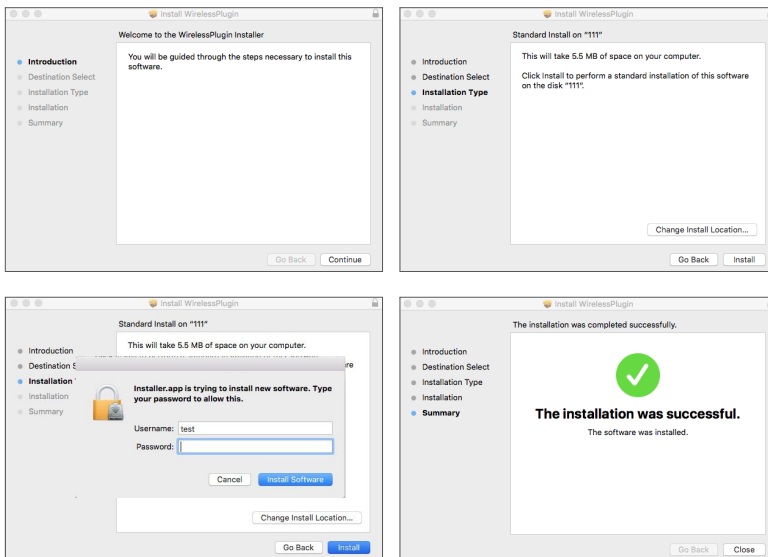 Install WirelessPlugin
Welcome to the WirelessPlugin Installer
Introduction
Destination Select
Installation Type
Installation
Summary
You will be guided through the steps necessary to install this
software.
Go Back
Continue
Install WirelessPlugin
Standard Install on “111”
Introduction
Destination Select
Installation Type
Installation
Summary
This will take 5.5 MB of space on your computer.
Click Install to perform a standard installation of this software
on the disk “111”.
Change Install Location...
Go Back
Install
Install WirelessPlugin
Standard Install on “111”
Introduction
Destination S
Installation
Installation
Summary
This will take 5.5 MB of space on your computer.
re
Installer.app is trying to install new software. Type
your password to allow this.
Username: test
Password:
Cancel
Install Software
Change Install Location...
Go Back
Install
Install WirelessPlugin
The installation was completed successfully.
Introduction
Destination Select
Installation Type
Installation
Summary
The installation was successful.
The software was installed.
Go Back
Close